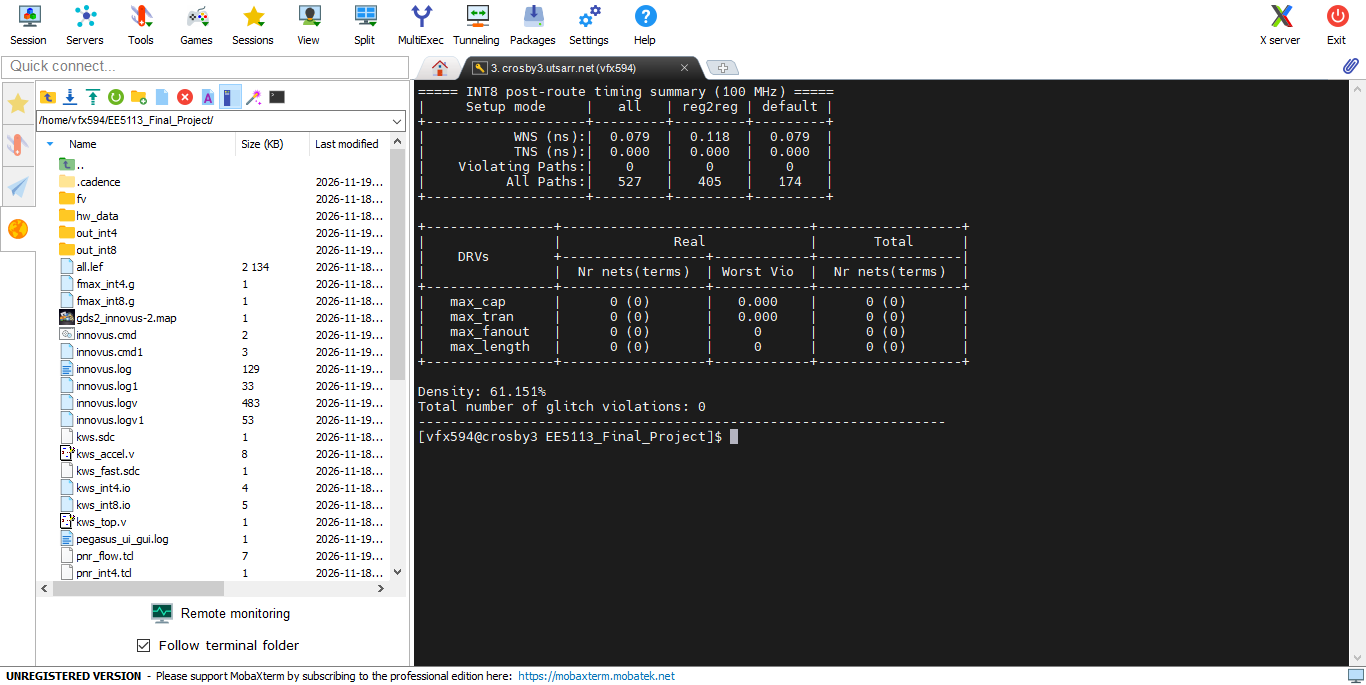 Session Servers Tools Games Sessions View Split MultiExec Tunneling Packages Settings Help X server Exit
Quick connect...
3. crosby3.utsarr.net (vfx594)
/home/vfx594/EE5113_Final_Project/
Name Size (KB) Last modified
..
.cadence 2026-11-19...
fv 2026-11-18...
hw_data 2026-11-18...
out_int4 2026-11-19...
out_int8 2026-11-19...
all.lef 2 134 2026-11-19...
fmax_int4.g 1 2026-11-18...
fmax_int8.g 1 2026-11-18...
gds2_innovus-2.map 1 2026-11-18...
innovus.cmd 2 2026-11-19...
innovus.cmd1 3 2026-11-19...
innovus.log 129 2026-11-19...
innovus.log1 33 2026-11-19...
innovus.logv 483 2026-11-19...
innovus.logv1 53 2026-11-19...
kws.sdc 1 2026-11-18...
kws_accel.v 8 2026-11-18...
kws_fast.sdc 1 2026-11-18...
kws_int4.io 4 2026-11-18...
kws_int8.io 5 2026-11-18...
kws_top.v 1 2026-11-18...
pegasus_ui_gui.log 1 2026-11-19...
pnr_flow.tcl 7 2026-11-19...
pnr_int4.tcl 1 2026-11-18...
Remote monitoring
Follow terminal folder
===== INT8 post-route timing summary (100 MHz) =====
| Setup mode | all | reg2reg | default |
+--------------------+---------+---------+---------+
| WNS (ns):| 0.079 | 0.118 | 0.079 |
| TNS (ns):| 0.000 | 0.000 | 0.000 |
| Violating Paths:| 0 | 0 | 0 |
| All Paths:| 527 | 405 | 174 |
+--------------------+---------+---------+---------+
+----------------+-------------------------------+------------------+
| | Real | Total |
| DRVs +------------------+------------+------------------|
| | Nr nets(terms) | Worst Vio | Nr nets(terms) |
+----------------+------------------+------------+------------------+
| max_cap | 0 (0) | 0.000 | 0 (0) |
| max_tran | 0 (0) | 0.000 | 0 (0) |
| max_fanout | 0 (0) | 0 | 0 (0) |
| max_length | 0 (0) | 0 | 0 (0) |
+----------------+------------------+------------+------------------+
Density: 61.151%
Total number of glitch violations: 0
----------------------------------------------------------------
[vfx594@crosby3 EE5113_Final_Project]$
UNREGISTERED VERSION - Please support MobaXterm by subscribing to the professional edition here: https://mobaxterm.mobatek.net